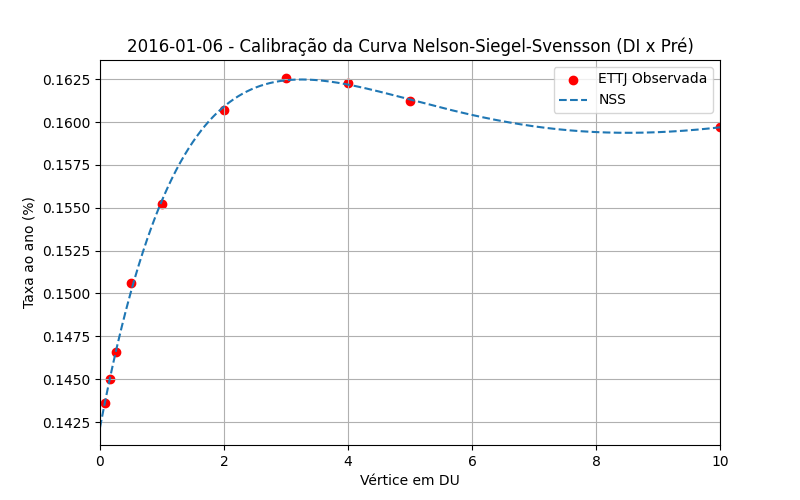 2016-01-06 - Calibração da Curva Nelson-Siegel-Svensson (DI x Pré)
ETTJ Observada
NSS
Taxa ao ano (%)
0.1625
0.1600
0.1575
0.1550
0.1525
0.1500
0.1475
0.1450
0.1425
0 2 4 6 8 10
Vértice em DU